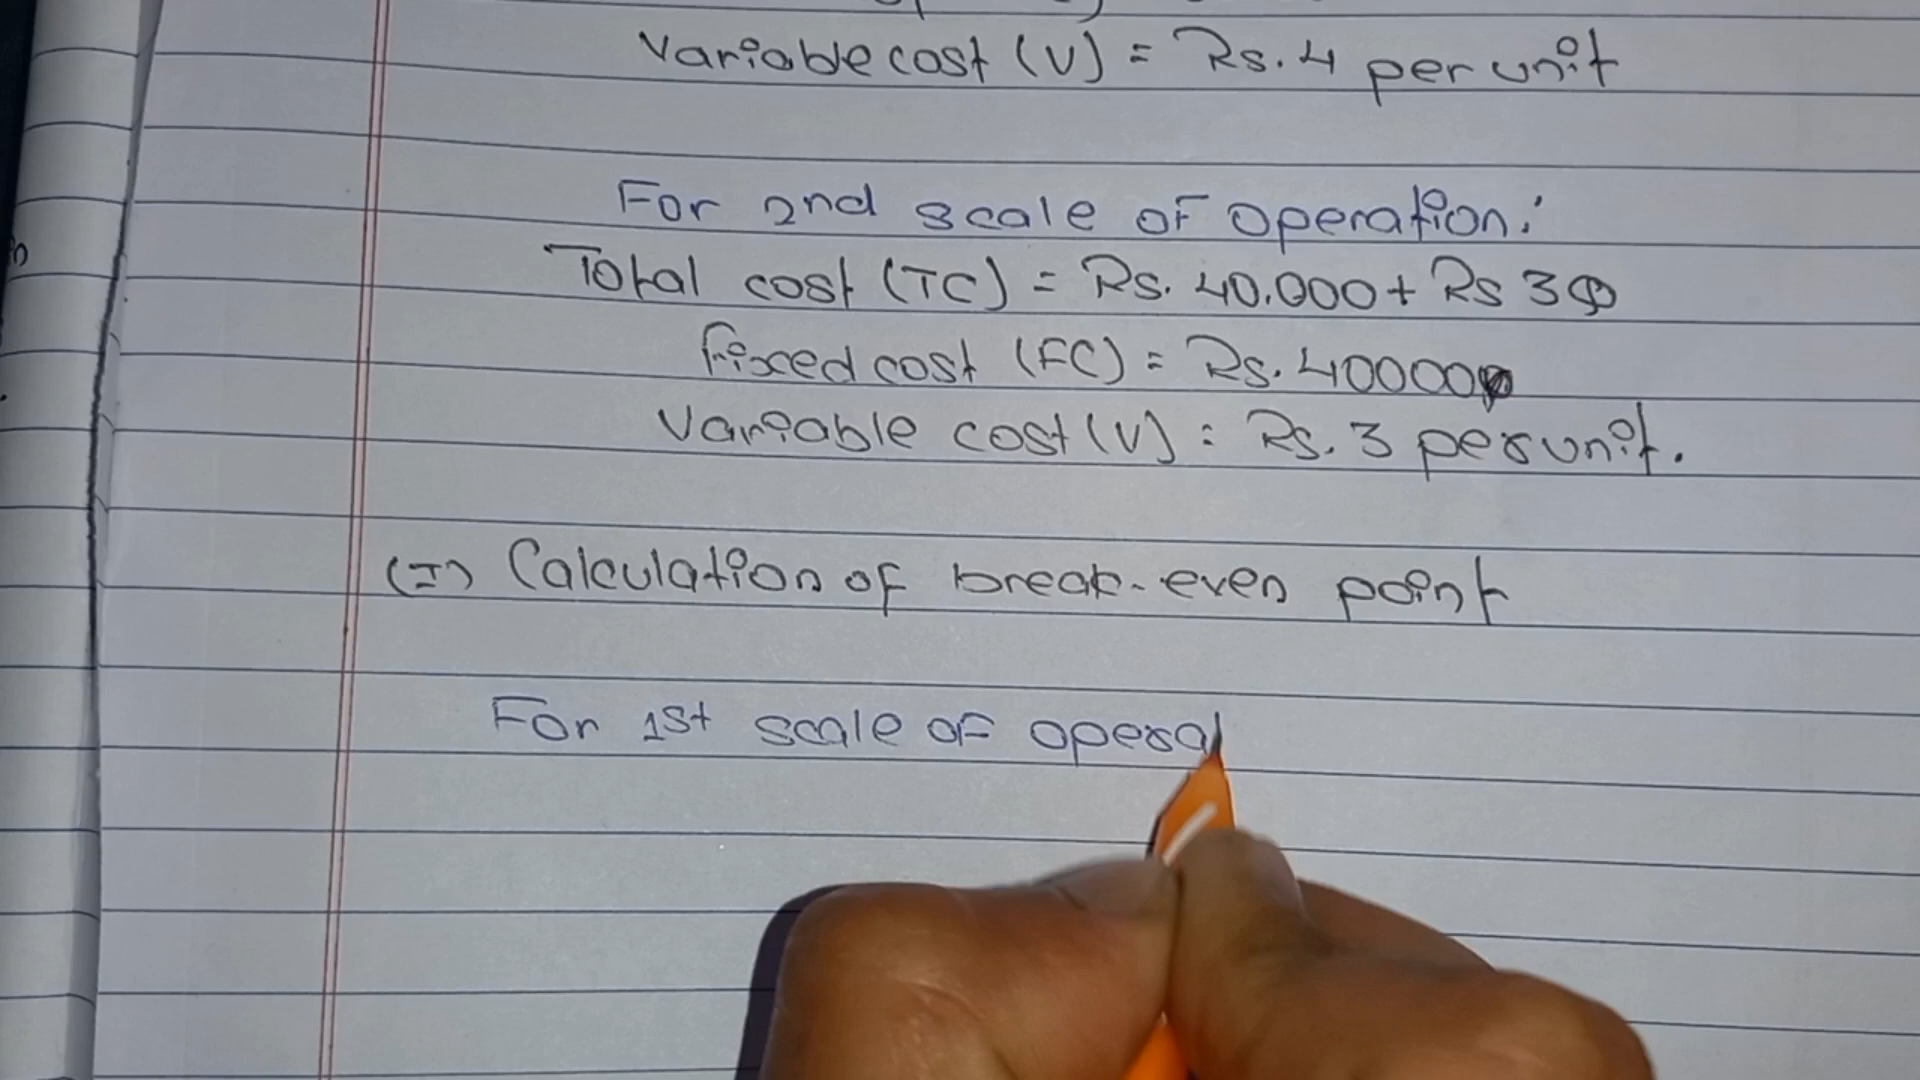 Variable cost (V) = Rs. 4 per unit
For 2nd scale of operation:
Total cost (TC) = Rs. 40.000 + Rs 3Q
Fixed cost (FC) = Rs. 40000
Variable cost (V) = Rs. 3 per unit.
(I) Calculation of break-even point
For 1st scale of operat